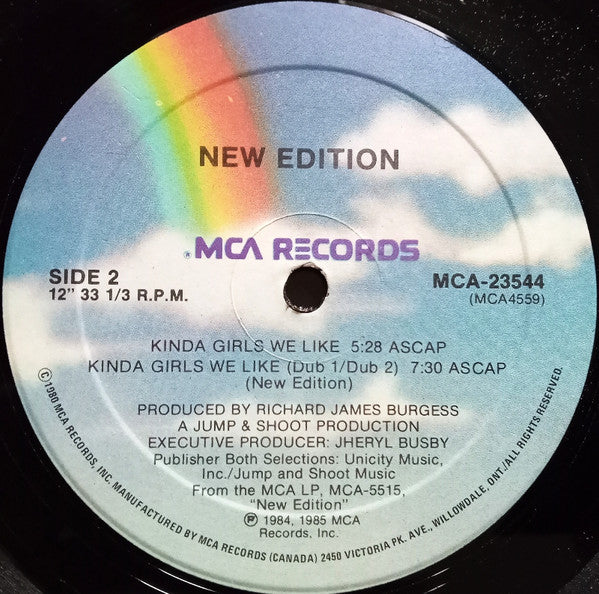 NEW EDITION
® MCA RECORDS
SIDE 2
12" 33 1/3 R.P.M.
MCA-23544
(MCA4559)
KINDA GIRLS WE LIKE 5:28 ASCAP
KINDA GIRLS WE LIKE (Dub 1/Dub 2) 7:30 ASCAP
(New Edition)
PRODUCED BY RICHARD JAMES BURGESS
A JUMP & SHOOT PRODUCTION
EXECUTIVE PRODUCER: JHERYL BUSBY
Publisher Both Selections: Unicity Music,
Inc./Jump and Shoot Music
From the MCA LP, MCA-5515,
"New Edition"
℗ 1984, 1985 MCA
Records, Inc.
© 1980 MCA RECORDS, INC. MANUFACTURED BY MCA RECORDS (CANADA) 2450 VICTORIA PK. AVE., WILLOWDALE, ONT./ALL RIGHTS RESERVED.